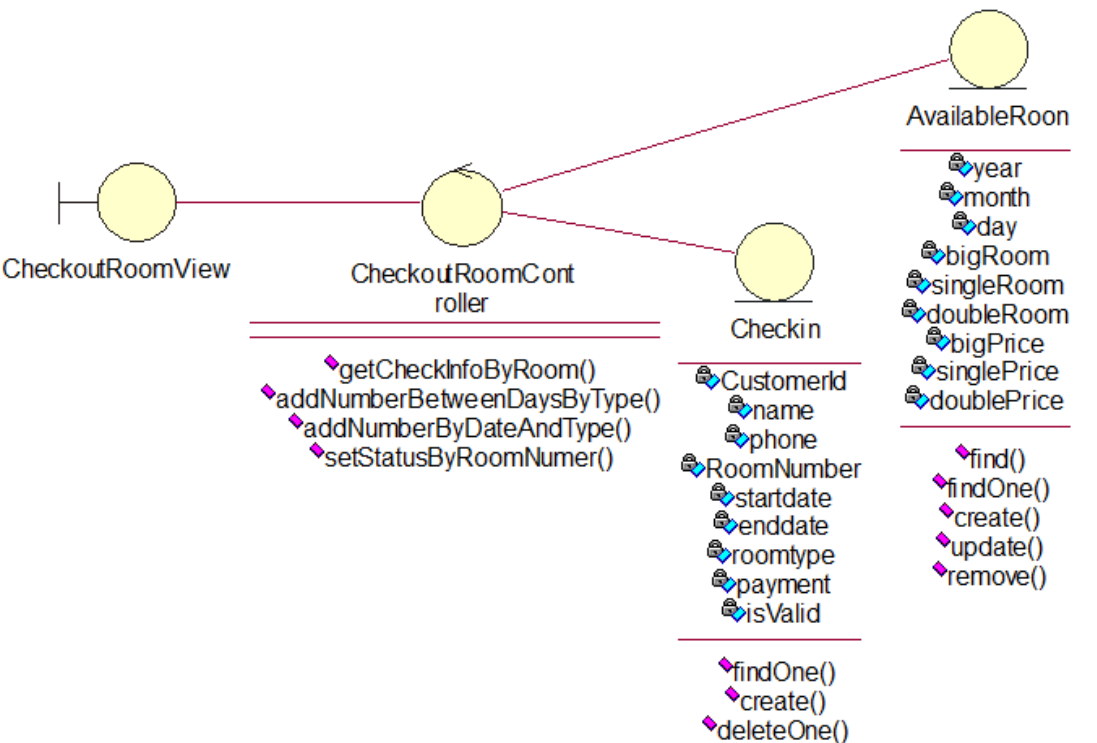 CheckoutRoomView
CheckoutRoomCont
roller
getCheckInfoByRoom()
addNumberBetweenDaysByType()
addNumberByDateAndType()
setStatusByRoomNumer()
Checkin
CustomerId
name
phone
RoomNumber
startdate
enddate
roomtype
payment
isValid
findOne()
create()
deleteOne()
AvailableRoon
year
month
day
bigRoom
singleRoom
doubleRoom
bigPrice
singlePrice
doublePrice
find()
findOne()
create()
update()
remove()